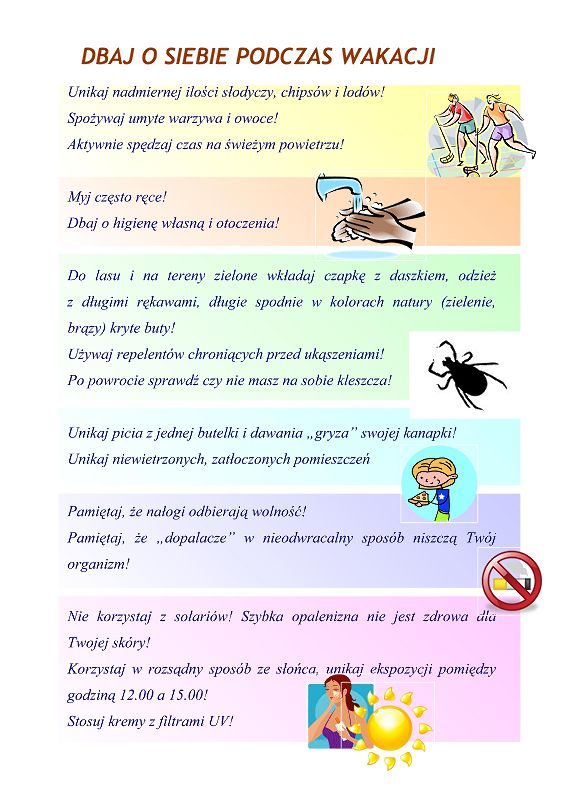 DBAJ O SIEBIE PODCZAS WAKACJI
Unikaj nadmiernej ilości słodyczy, chipsów i lodów!
Spożywaj umyte warzywa i owoce!
Aktywnie spędzaj czas na świeżym powietrzu!
Myj często ręce!
Dbaj o higienę własną i otoczenia!
Do lasu i na tereny zielone wkładaj czapkę z daszkiem, odzież
z długimi rękawami, długie spodnie w kolorach natury (zielenie,
brązy) kryte buty!
Używaj repelentów chroniących przed ukąszeniami!
Po powrocie sprawdź czy nie masz na sobie kleszcza!
Unikaj picia z jednej butelki i dawania „gryza” swojej kanapki!
Unikaj niewietrzonych, zatłoczonych pomieszczeń
Pamiętaj, że nałogi odbierają wolność!
Pamiętaj, że „dopalacze” w nieodwracalny sposób niszczą Twój
organizm!
Nie korzystaj z solariów! Szybka opalenizna nie jest zdrowa dla
Twojej skóry!
Korzystaj w rozsądny sposób ze słońca, unikaj ekspozycji pomiędzy
godziną 12.00 a 15.00!
Stosuj kremy z filtrami UV!